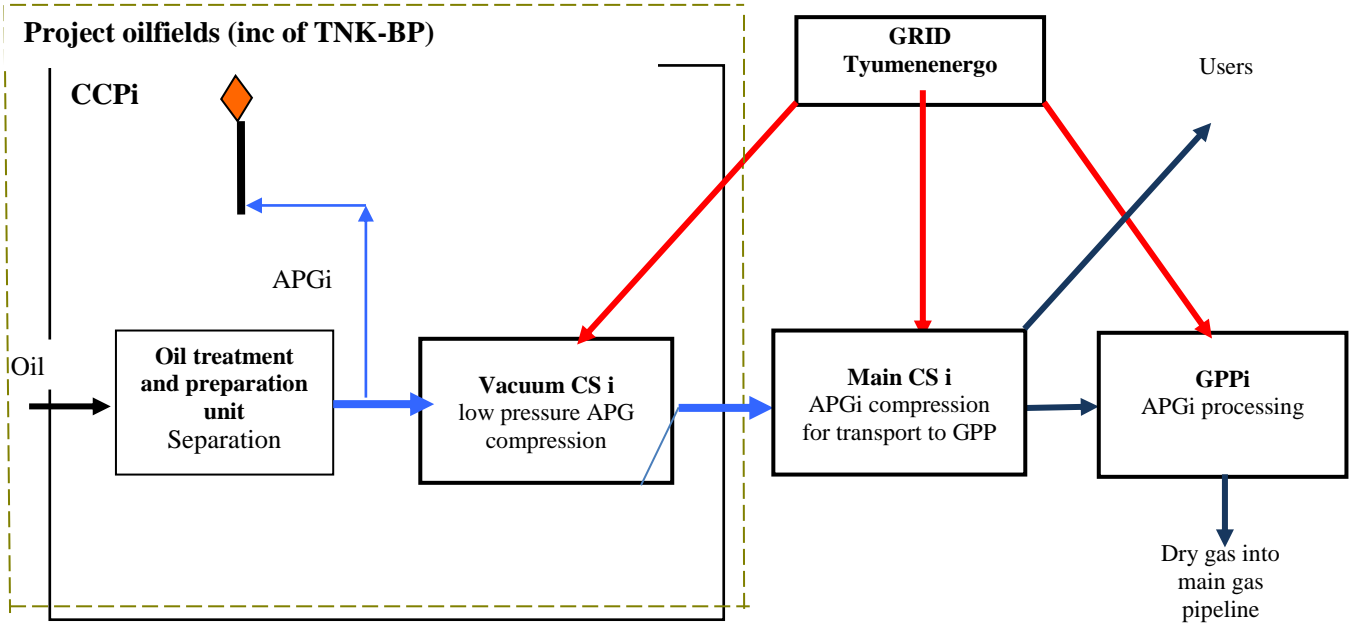 Project oilfields (inc of TNK-BP)
GRID
Tyumenenergo
Users
CCPi
APGi
Oil
Oil treatment
and preparation
unit
Separation
Vacuum CS i
low pressure APG
compression
Main CS i
APGi compression
for transport to GPP
GPPi
APGi processing
Dry gas into
main gas
pipeline